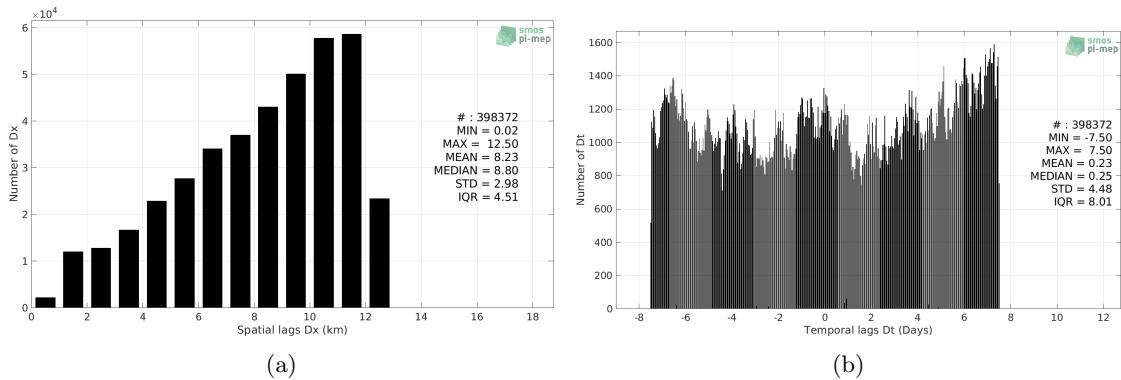 ×10⁴
6
5
4
3
2
1
0
Number of Dx
0 2 4 6 8 10 12 14 16 18
Spatial lags Dx (km)
smos
pi-mep
# : 398372
MIN = 0.02
MAX = 12.50
MEAN = 8.23
MEDIAN = 8.80
STD = 2.98
IQR = 4.51
(a)
1600
1400
1200
1000
800
600
400
200
0
Number of Dt
-8 -6 -4 -2 0 2 4 6 8 10 12
Temporal lags Dt (Days)
smos
pi-mep
# : 398372
MIN = -7.50
MAX = 7.50
MEAN = 0.23
MEDIAN = 0.25
STD = 4.48
IQR = 8.01
(b)